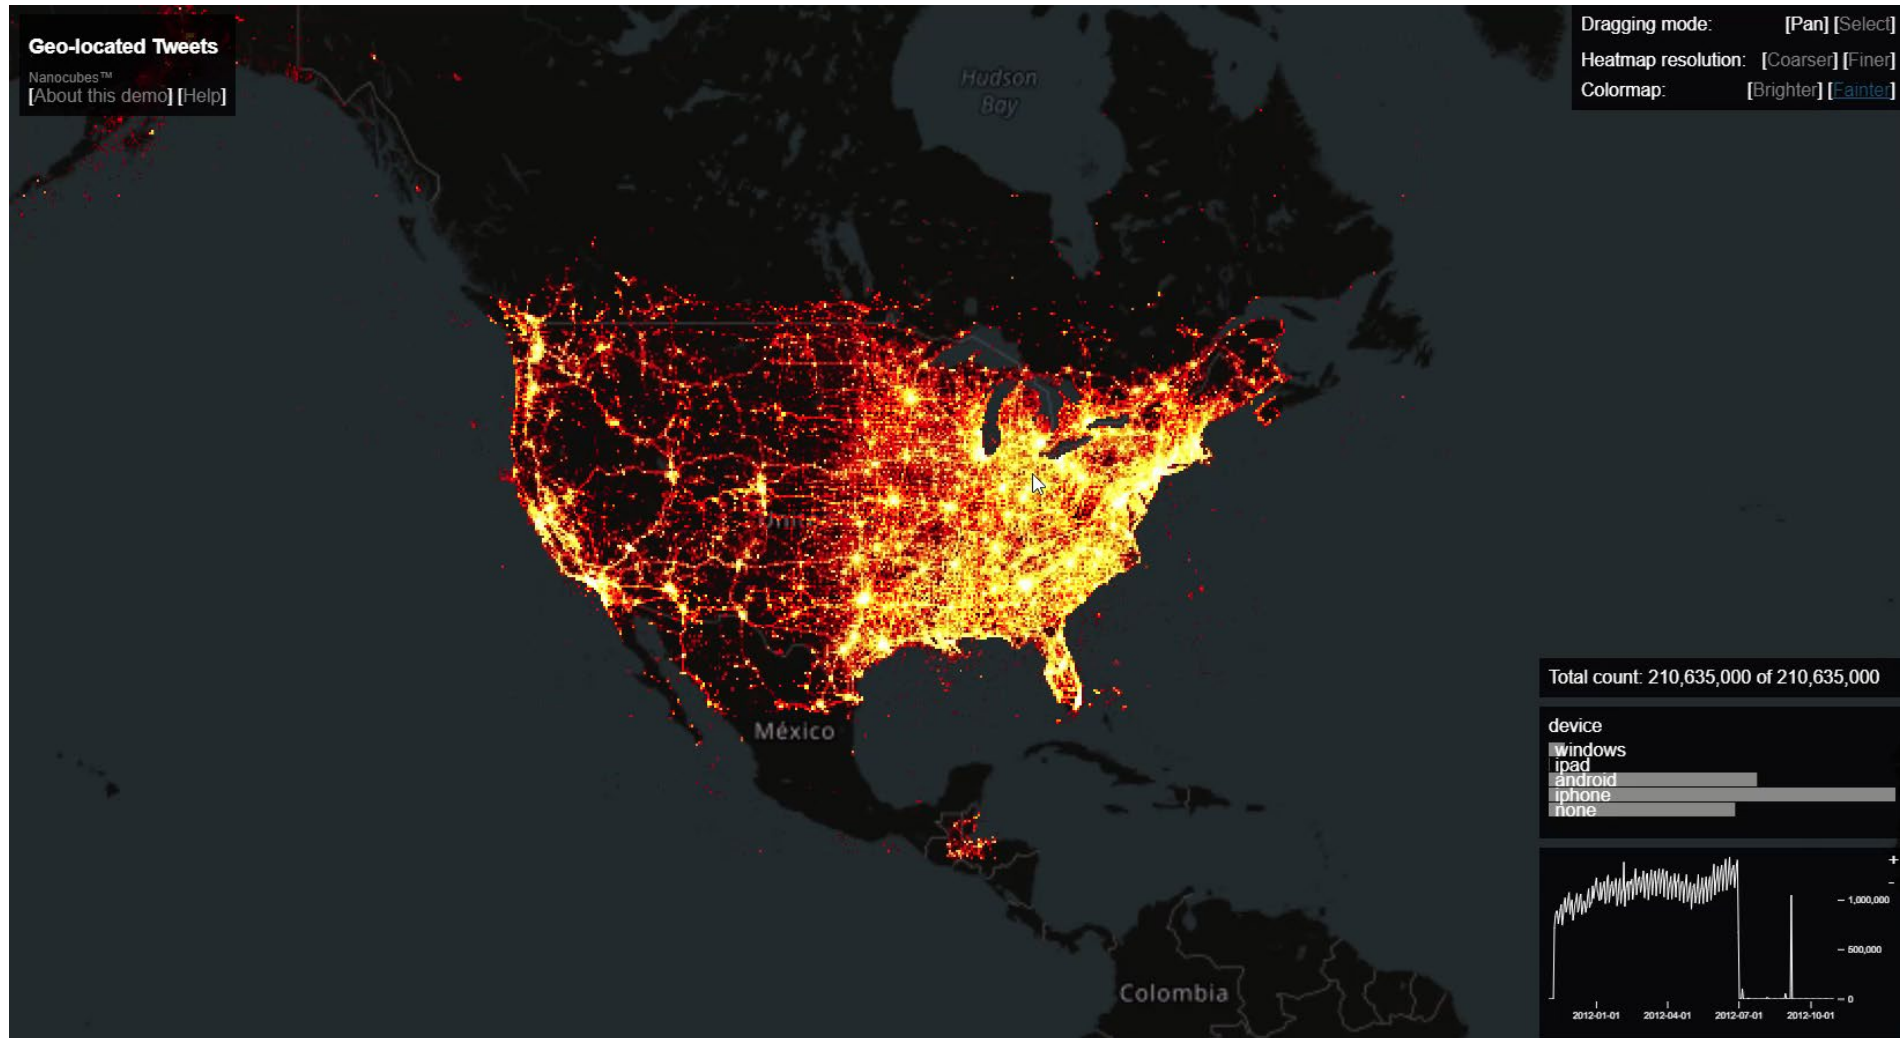 Geo-located Tweets
Nanocubes™
[About this demo] [Help]
Dragging mode: [Pan] [Select]
Heatmap resolution: [Coarser] [Finer]
Colormap: [Brighter] [Fainter]
Hudson
Bay
México
Colombia
Total count: 210,635,000 of 210,635,000
device
windows
ipad
android
iphone
none
+
-
1,000,000
500,000
0
2012-01-01 2012-04-01 2012-07-01 2012-10-01